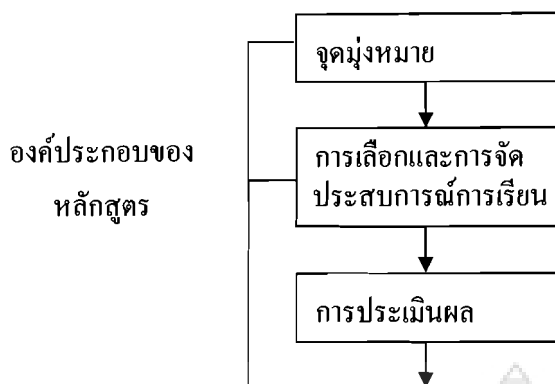 จุดมุ่งหมาย
องค์ประกอบของ
หลักสูตร
การเลือกและการจัด
ประสบการณ์การเรียน
การประเมินผล